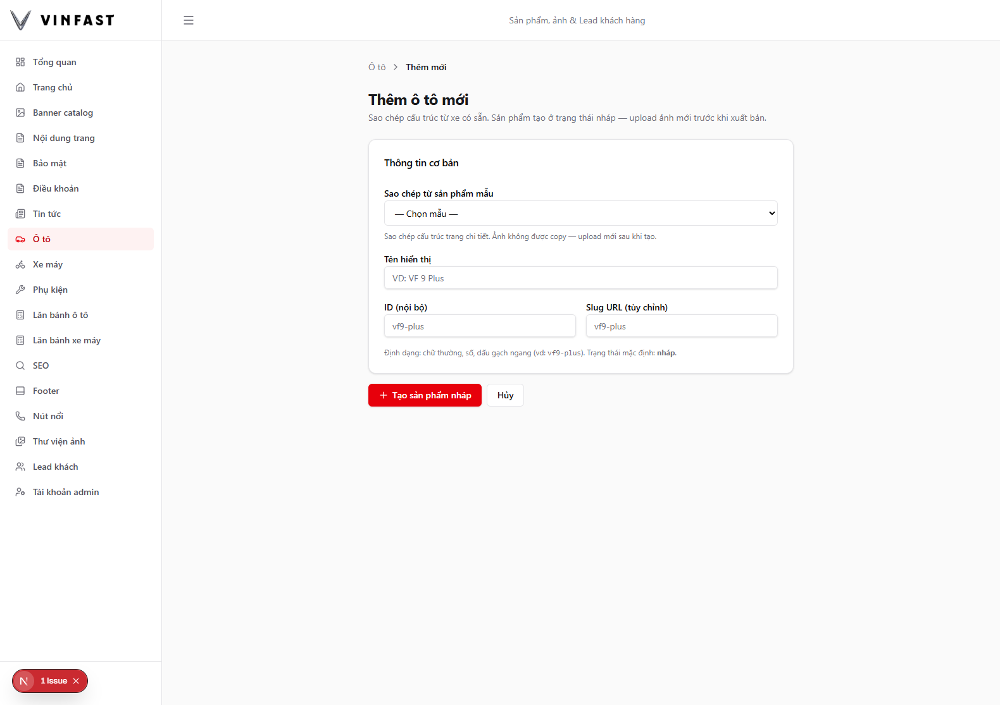 VINFAST
Sản phẩm, ảnh & Lead khách hàng
Tổng quan
Trang chủ
Banner catalog
Nội dung trang
Bảo mật
Điều khoản
Tin tức
Ô tô
Xe máy
Phụ kiện
Lăn bánh ô tô
Lăn bánh xe máy
SEO
Footer
Nút nổi
Thư viện ảnh
Lead khách
Tài khoản admin
N 1 Issue
Ô tô > Thêm mới
Thêm ô tô mới
Sao chép cấu trúc từ xe có sẵn. Sản phẩm tạo ở trạng thái nháp — upload ảnh mới trước khi xuất bản.
Thông tin cơ bản
Sao chép từ sản phẩm mẫu
— Chọn mẫu —
Sao chép cấu trúc trang chi tiết. Ảnh không được copy — upload mới sau khi tạo.
Tên hiển thị
VD: VF 9 Plus
ID (nội bộ) Slug URL (tùy chỉnh)
vf9-plus vf9-plus
Định dạng: chữ thường, số, dấu gạch ngang (vd: vf9-plus). Trạng thái mặc định: nháp.
+ Tạo sản phẩm nháp Hủy